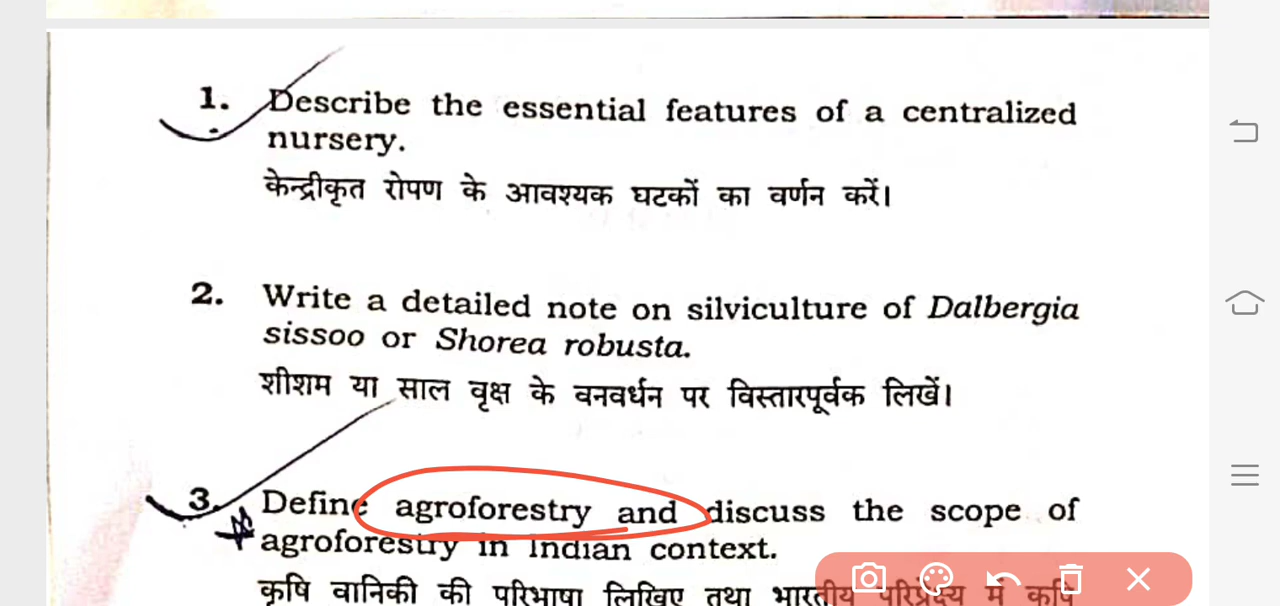 1. Describe the essential features of a centralized
nursery.
केन्द्रीकृत रोपण के आवश्यक घटकों का वर्णन करें।
2. Write a detailed note on silviculture of Dalbergia
sissoo or Shorea robusta.
शीशम या साल वृक्ष के वनवर्धन पर विस्तारपूर्वक लिखें।
3. Define agroforestry and discuss the scope of
agroforestry in Indian context.
कृषि वानिकी की परिभाषा लिखिए तथा भारतीय परिप्रेक्ष्य में कृषि